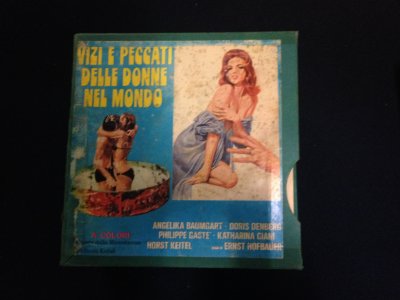 VIZI E PECCATI
DELLE DONNE
NEL MONDO
A COLORI
ANGELIKA BAUMGART · DORIS DENBERG
PHILIPPE GASTE' · KATHARINA CIANI
HORST KEITEL ERNST HOFBAUER